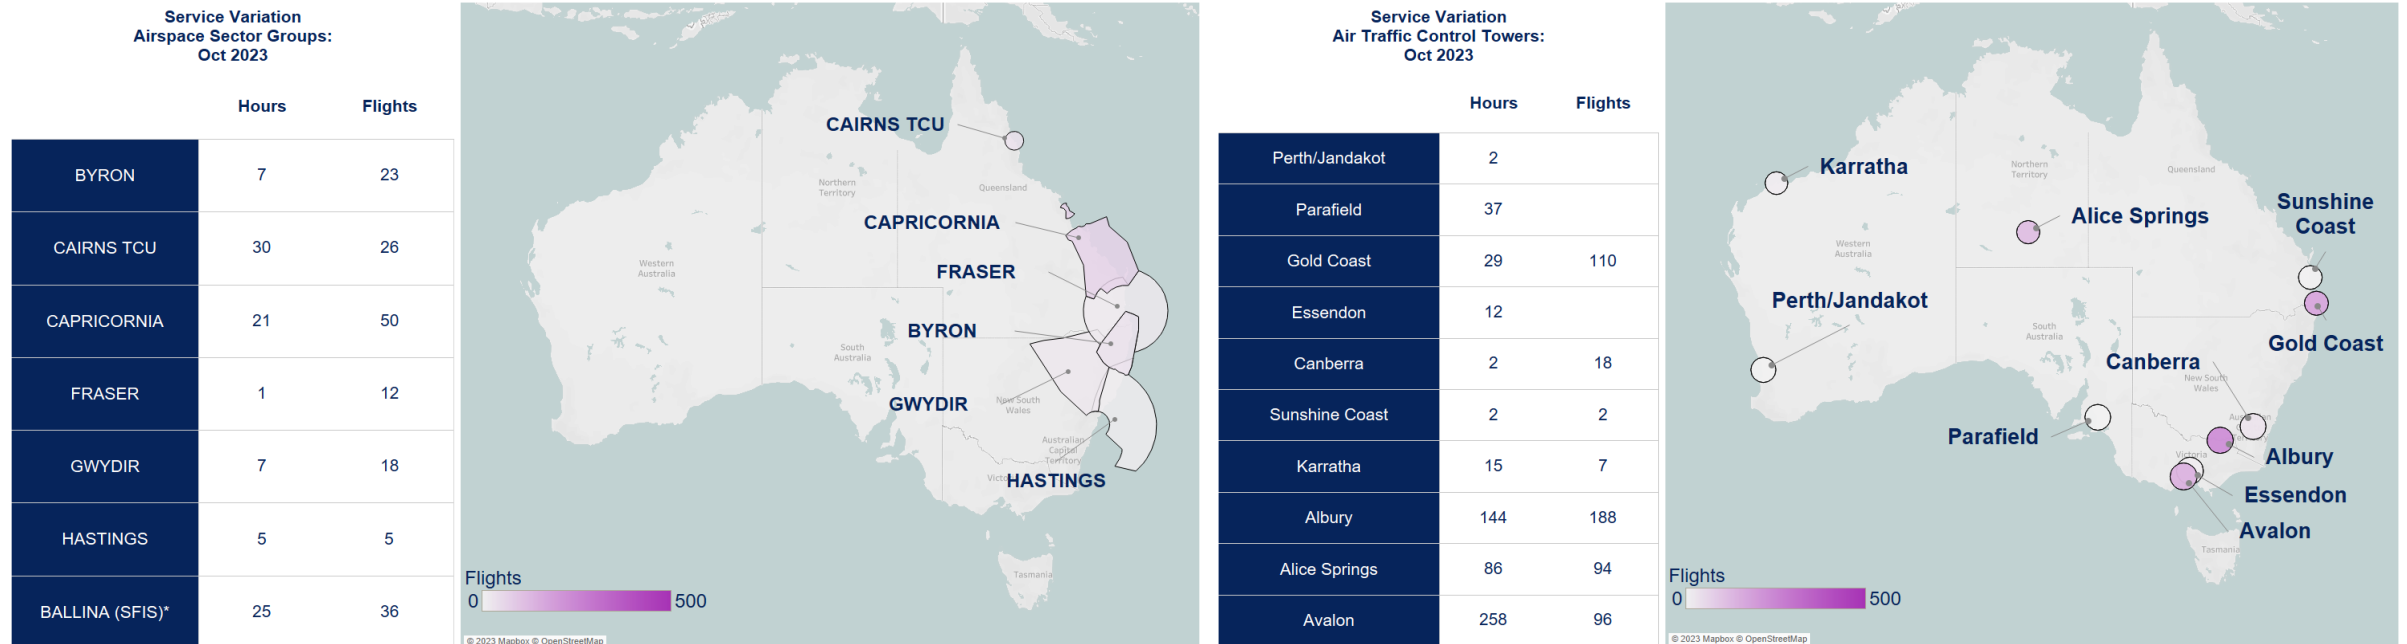 Service Variation
Airspace Sector Groups:
Oct 2023
Hours Flights
BYRON 7 23
CAIRNS TCU 30 26
CAPRICORNIA 21 50
FRASER 1 12
GWYDIR 7 18
HASTINGS 5 5
BALLINA (SFIS)* 25 36
CAIRNS TCU
Northern
Territory
Queensland
CAPRICORNIA
Western
Australia
FRASER
BYRON
South
Australia
GWYDIR
New South
Wales
Australian
Capital
Territory
HASTINGS
Tasmania
Flights
0 500
© 2023 Mapbox © OpenStreetMap
Service Variation
Air Traffic Control Towers:
Oct 2023
Hours Flights
Perth/Jandakot 2
Parafield 37
Gold Coast 29 110
Essendon 12
Canberra 2 18
Sunshine Coast 2 2
Karratha 15 7
Albury 144 188
Alice Springs 86 94
Avalon 258 96
Karratha
Northern
Territory
Queensland
Sunshine
Coast
Alice Springs
Western
Australia
Perth/Jandakot
South
Australia
Gold Coast
Canberra
New South
Wales
Parafield
Victoria
Albury
Essendon
Avalon
Tasmania
Flights
0 500
© 2023 Mapbox © OpenStreetMap